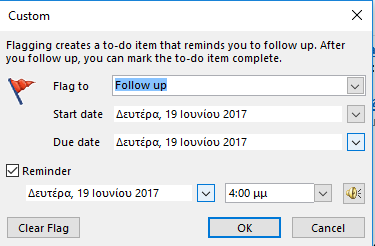 Custom
Flagging creates a to-do item that reminds you to follow up. After
you follow up, you can mark the to-do item complete.
Flag to Follow up
Start date Δευτέρα, 19 Ιουνίου 2017
Due date Δευτέρα, 19 Ιουνίου 2017
Reminder
Δευτέρα, 19 Ιουνίου 2017 4:00 μμ
Clear Flag OK Cancel